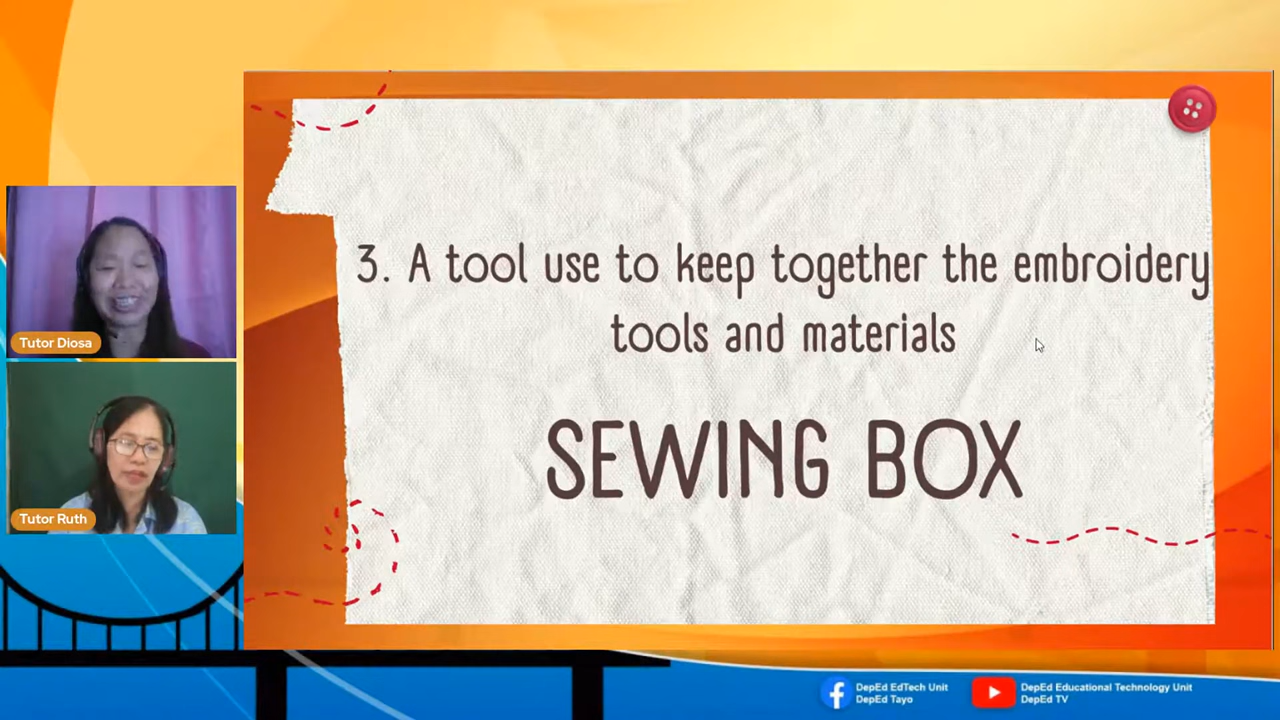 3. A tool use to keep together the embroidery
tools and materials
SEWING BOX
Tutor Diosa
Tutor Ruth
DepEd EdTech Unit
DepEd Tayo
DepEd Educational Technology Unit
DepEd TV